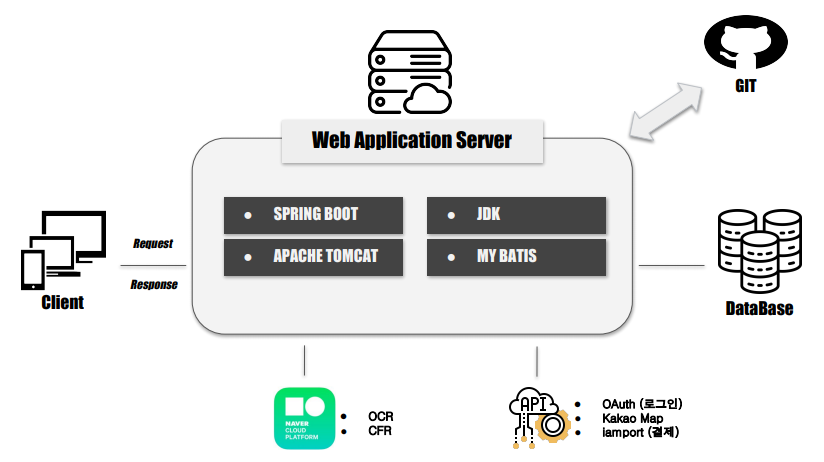 GIT
Web Application Server
● SPRING BOOT
● JDK
● APACHE TOMCAT
● MY BATIS
Request
Response
Client
DataBase
NAVER
CLOUD
PLATFORM
● OCR
● CFR
API
● OAuth (로그인)
● Kakao Map
● iamport (결제)